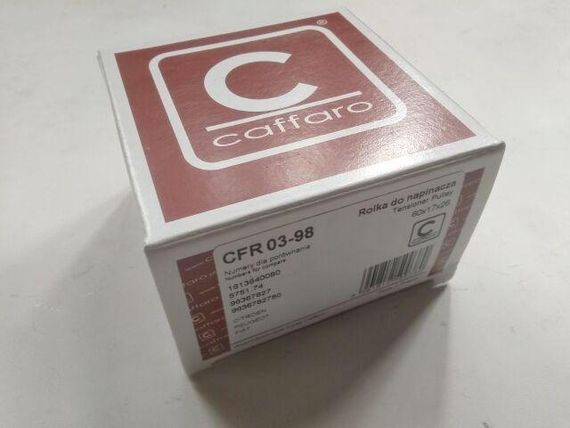 ®
C
caffaro
CFR 03-98
Rolka do napinacza
Tensioner Pulley
60x17x26
Numery dla porównania
Numbers for compare
5751.74
96367827
9636782780
CITROEN
PEUGEOT
FIAT
C